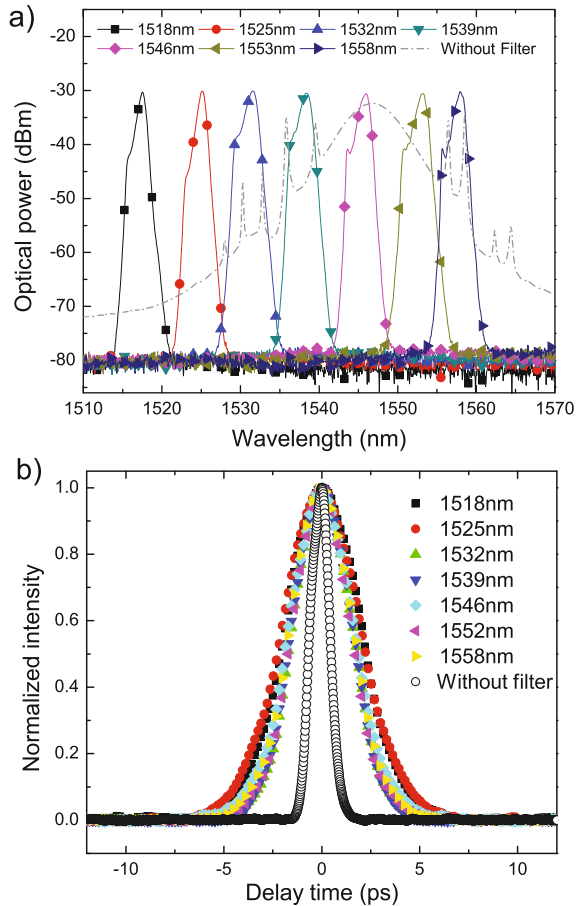 a)
1518nm 1525nm 1532nm 1539nm
1546nm 1553nm 1558nm Without Filter
-20
-30
-40
-50
-60
-70
-80
Optical power (dBm)
1510 1520 1530 1540 1550 1560 1570
Wavelength (nm)
b)
1.0
0.8
0.6
0.4
0.2
0.0
Normalized intensity
1518nm
1525nm
1532nm
1539nm
1546nm
1552nm
1558nm
Without filter
-10 -5 0 5 10
Delay time (ps)